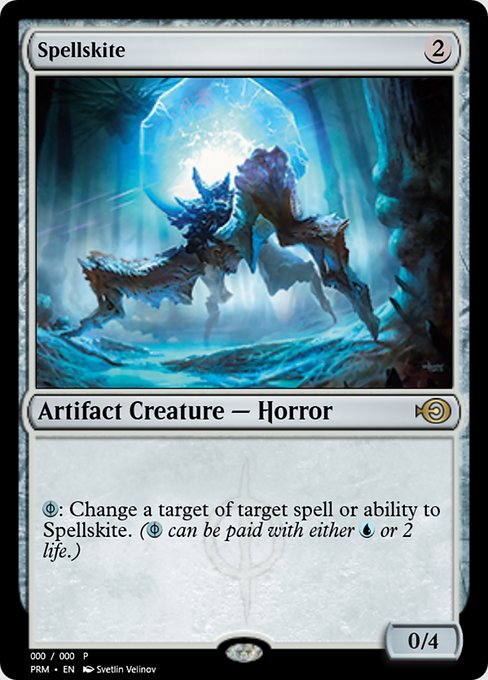 Spellskite 2
Artifact Creature — Horror
: Change a target of target spell or ability to
Spellskite. ( can be paid with either or 2
life.)
0/4
000 / 000 P
PRM • EN Svetlin Velinov